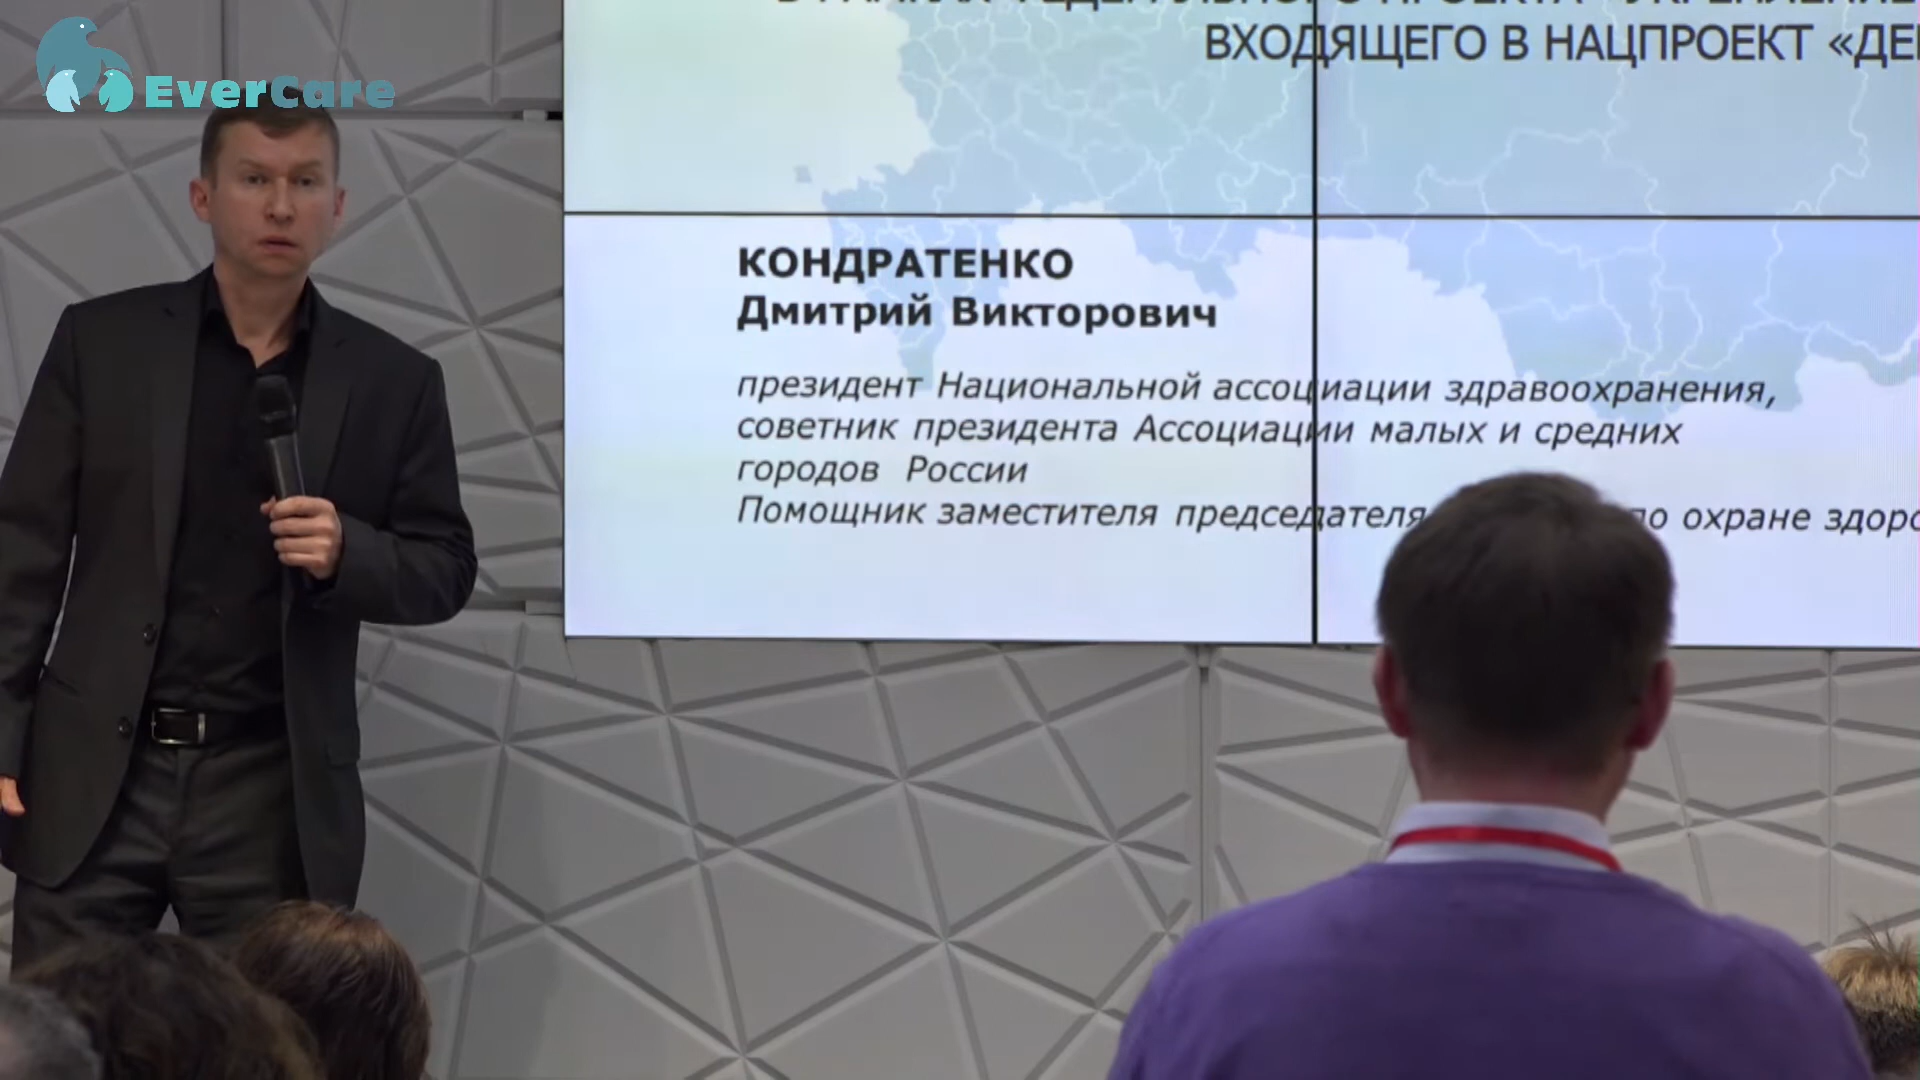 EverCare
ВХОДЯЩЕГО В НАЦПРОЕКТ «ДЕ
КОНДРАТЕНКО
Дмитрий Викторович
президент Национальной ассоциации здравоохранения,
советник президента Ассоциации малых и средних
городов России
Помощник заместителя председателя по охране здоро